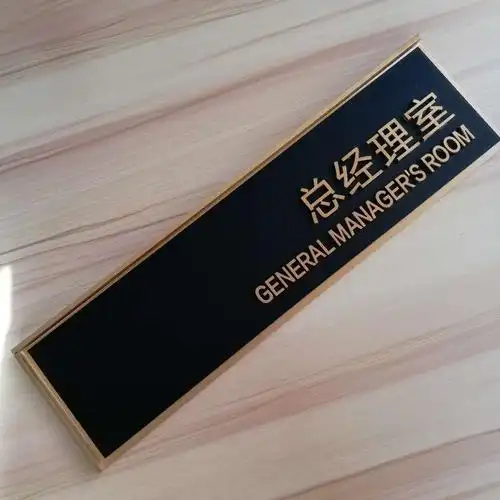 总经理室
GENERAL MANAGER'S ROOM